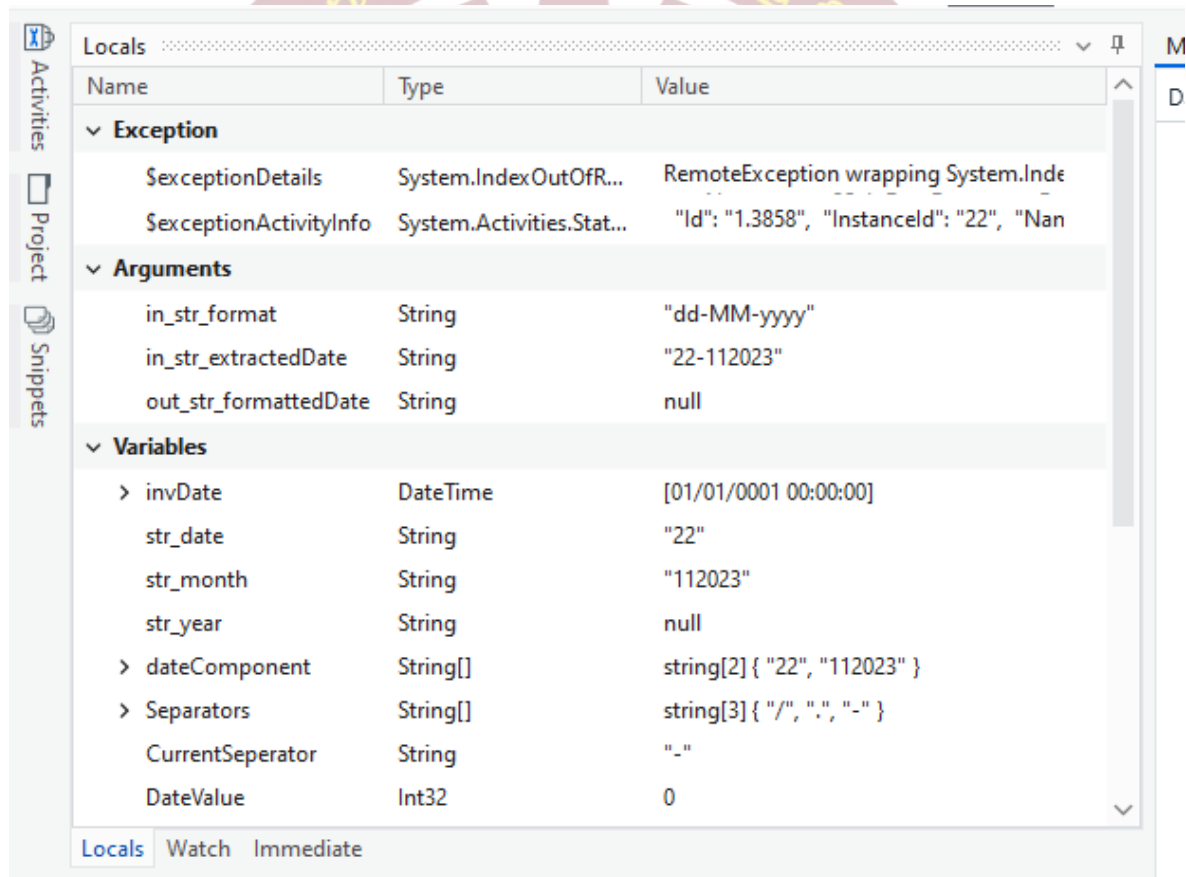 Activities
Project
Snippets
Locals
Name Type Value
Exception
$exceptionDetails System.IndexOutOfR... RemoteException wrapping System.Inde
$exceptionActivityInfo System.Activities.Stat... "Id": "1.3858", "InstanceId": "22", "Nan
Arguments
in_str_format String "dd-MM-yyyy"
in_str_extractedDate String "22-112023"
out_str_formattedDate String null
Variables
invDate DateTime [01/01/0001 00:00:00]
str_date String "22"
str_month String "112023"
str_year String null
dateComponent String[] string[2] { "22", "112023" }
Separators String[] string[3] { "/", ".", "-" }
CurrentSeperator String "-"
DateValue Int32 0
Locals Watch Immediate
M
D